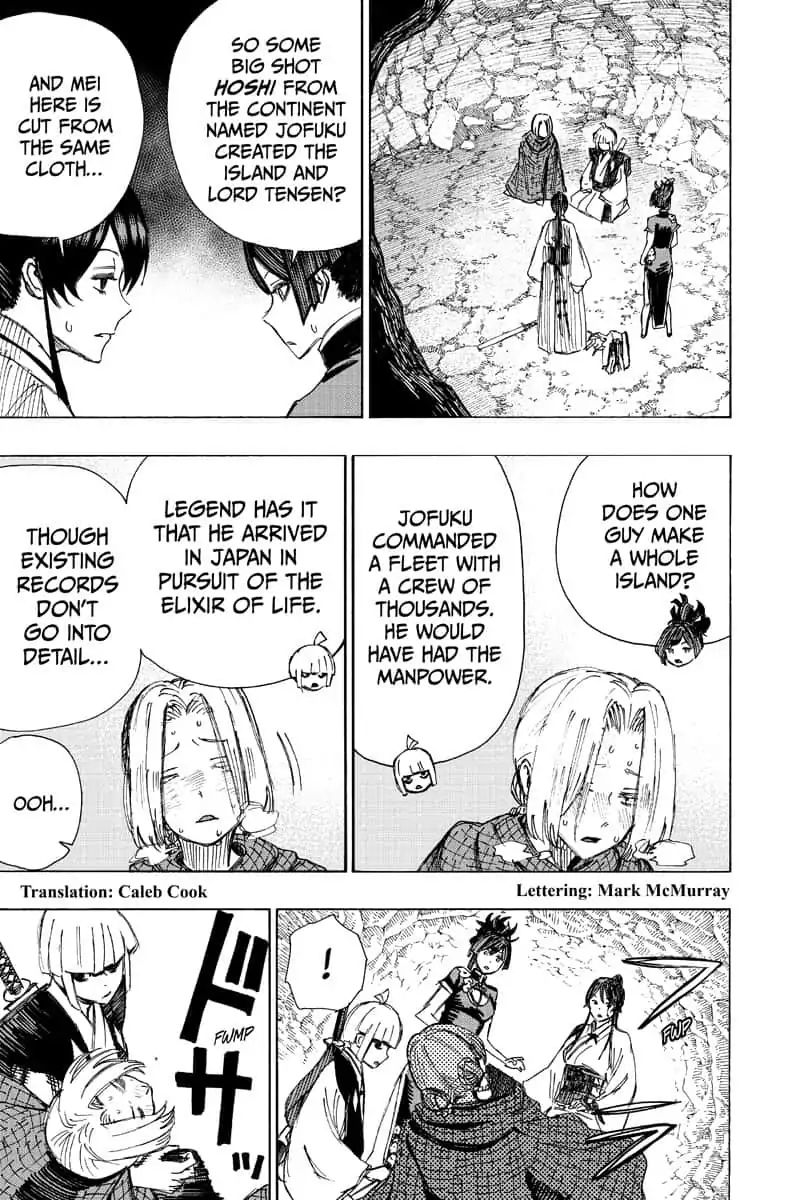 SO SOME
BIG SHOT
HOSHI FROM
THE CONTINENT
NAMED JOFUKU
CREATED THE
ISLAND AND
LORD TENSEN?
AND MEI
HERE IS
CUT FROM
THE SAME
CLOTH...
HOW
DOES ONE
GUY MAKE
A WHOLE
ISLAND?
JOFUKU
COMMANDED
A FLEET WITH
A CREW OF
THOUSANDS.
HE WOULD
HAVE HAD THE
MANPOWER.
LEGEND HAS IT
THAT HE ARRIVED
IN JAPAN IN
PURSUIT OF THE
ELIXIR OF LIFE.
THOUGH
EXISTING
RECORDS
DON'T
GO INTO
DETAIL...
OOH...
Translation: Caleb Cook
Lettering: Mark McMurray
フ
FWP
!
ドサッ
FWMP